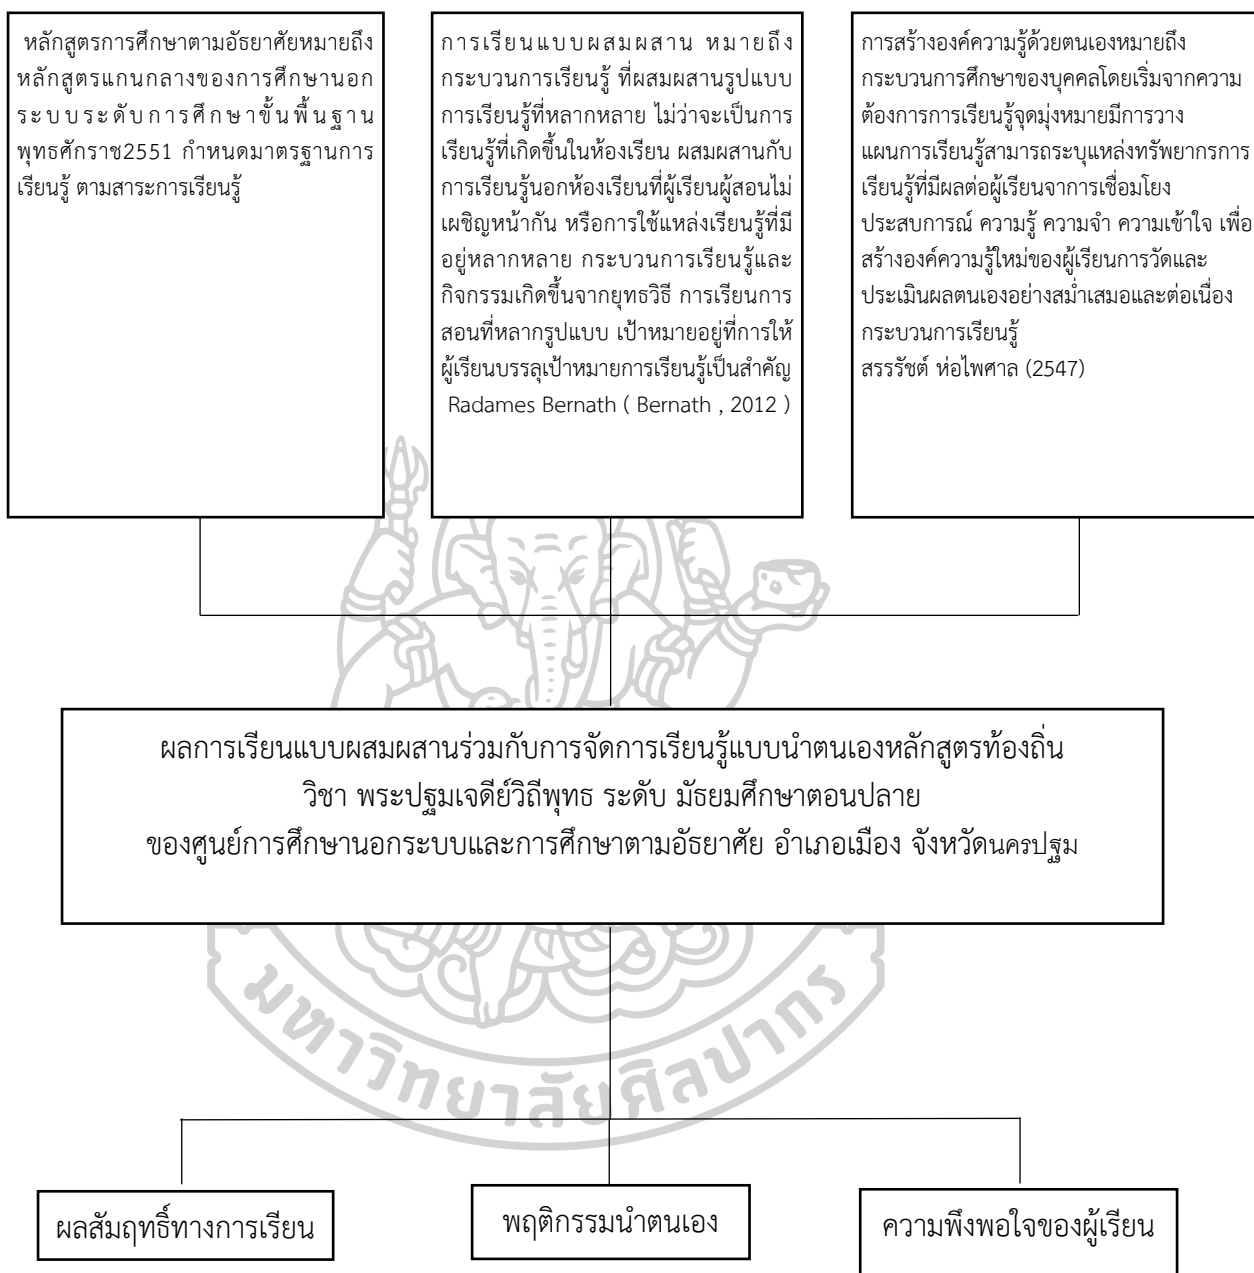 หลักสูตรการศึกษาตามอัธยาศัยหมายถึง
หลักสูตรแกนกลางของการศึกษานอก
ระบบระดับการศึกษาขั้นพื้นฐาน
พุทธศักราช2551 กำหนดมาตรฐานการ
เรียนรู้ ตามสาระการเรียนรู้
การเรียนแบบผสมผสาน หมายถึง
กระบวนการเรียนรู้ ที่ผสมผสานรูปแบบ
การเรียนรู้ที่หลากหลาย ไม่ว่าจะเป็นการ
เรียนรู้ที่เกิดขึ้นในห้องเรียน ผสมผสานกับ
การเรียนรู้นอกห้องเรียนที่ผู้เรียนผู้สอนไม่
เผชิญหน้ากัน หรือการใช้แหล่งเรียนรู้ที่มี
อยู่หลากหลาย กระบวนการเรียนรู้และ
กิจกรรมเกิดขึ้นจากยุทธวิธี การเรียนการ
สอนที่หลากรูปแบบ เป้าหมายอยู่ที่การให้
ผู้เรียนบรรลุเป้าหมายการเรียนรู้เป็นสำคัญ
Radames Bernath ( Bernath , 2012 )
การสร้างองค์ความรู้ด้วยตนเองหมายถึง
กระบวนการศึกษาของบุคคลโดยเริ่มจากความ
ต้องการการเรียนรู้จุดมุ่งหมายมีการวาง
แผนการเรียนรู้สามารถระบุแหล่งทรัพยากรการ
เรียนรู้ที่มีผลต่อผู้เรียนจาการเชื่อมโยง
ประสบการณ์ ความรู้ ความจำ ความเข้าใจ เพื่อ
สร้างองค์ความรู้ใหม่ของผู้เรียนการวัดและ
ประเมินผลตนเองอย่างสม่ำเสมอและต่อเนื่อง
กระบวนการเรียนรู้
สรรรัชต์ ห่อไพศาล (2547)
ผลการเรียนแบบผสมผสานร่วมกับการจัดการเรียนรู้แบบนำตนเองหลักสูตรท้องถิ่น
วิชา พระปฐมเจดีย์วิถีพุทธ ระดับ มัธยมศึกษาตอนปลาย
ของศูนย์การศึกษานอกระบบและการศึกษาตามอัธยาศัย อำเภอเมือง จังหวัดนครปฐม
มหาวิทยาลัยศิลปากร
ผลสัมฤทธิ์ทางการเรียน
พฤติกรรมนำตนเอง
ความพึงพอใจของผู้เรียน